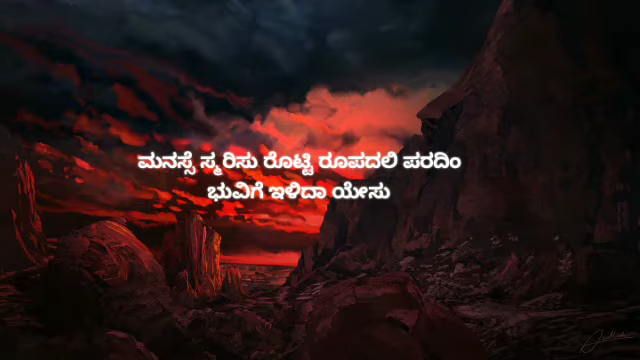 ಮನಸ್ಸೆ ಸ್ಮರಿಸು ರೊಟ್ಟಿ ರೂಪದಲಿ ಪರದಿಂ
ಭುವಿಗೆ ಇಳಿದಾ ಯೇಸು